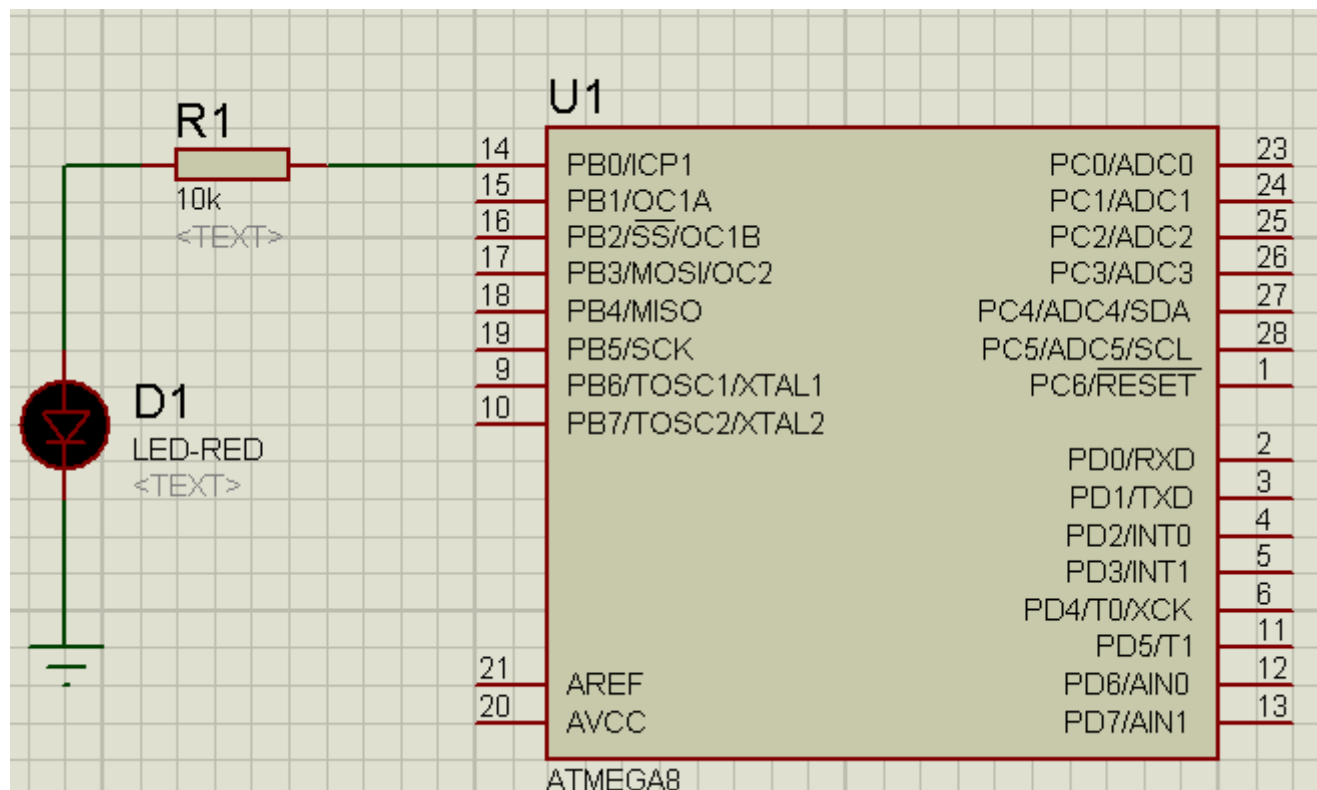 U1
R1
10k
<TEXT>
14 PB0/ICP1 PC0/ADC0 23
15 PB1/OC1A PC1/ADC1 24
16 PB2/SS/OC1B PC2/ADC2 25
17 PB3/MOSI/OC2 PC3/ADC3 26
18 PB4/MISO PC4/ADC4/SDA 27
19 PB5/SCK PC5/ADC5/SCL 28
9 PB6/TOSC1/XTAL1 PC6/RESET 1
10 PB7/TOSC2/XTAL2
D1
LED-RED
<TEXT>
PD0/RXD 2
PD1/TXD 3
PD2/INT0 4
PD3/INT1 5
PD4/T0/XCK 6
PD5/T1 11
21 AREF PD6/AIN0 12
20 AVCC PD7/AIN1 13
ATMEGA8